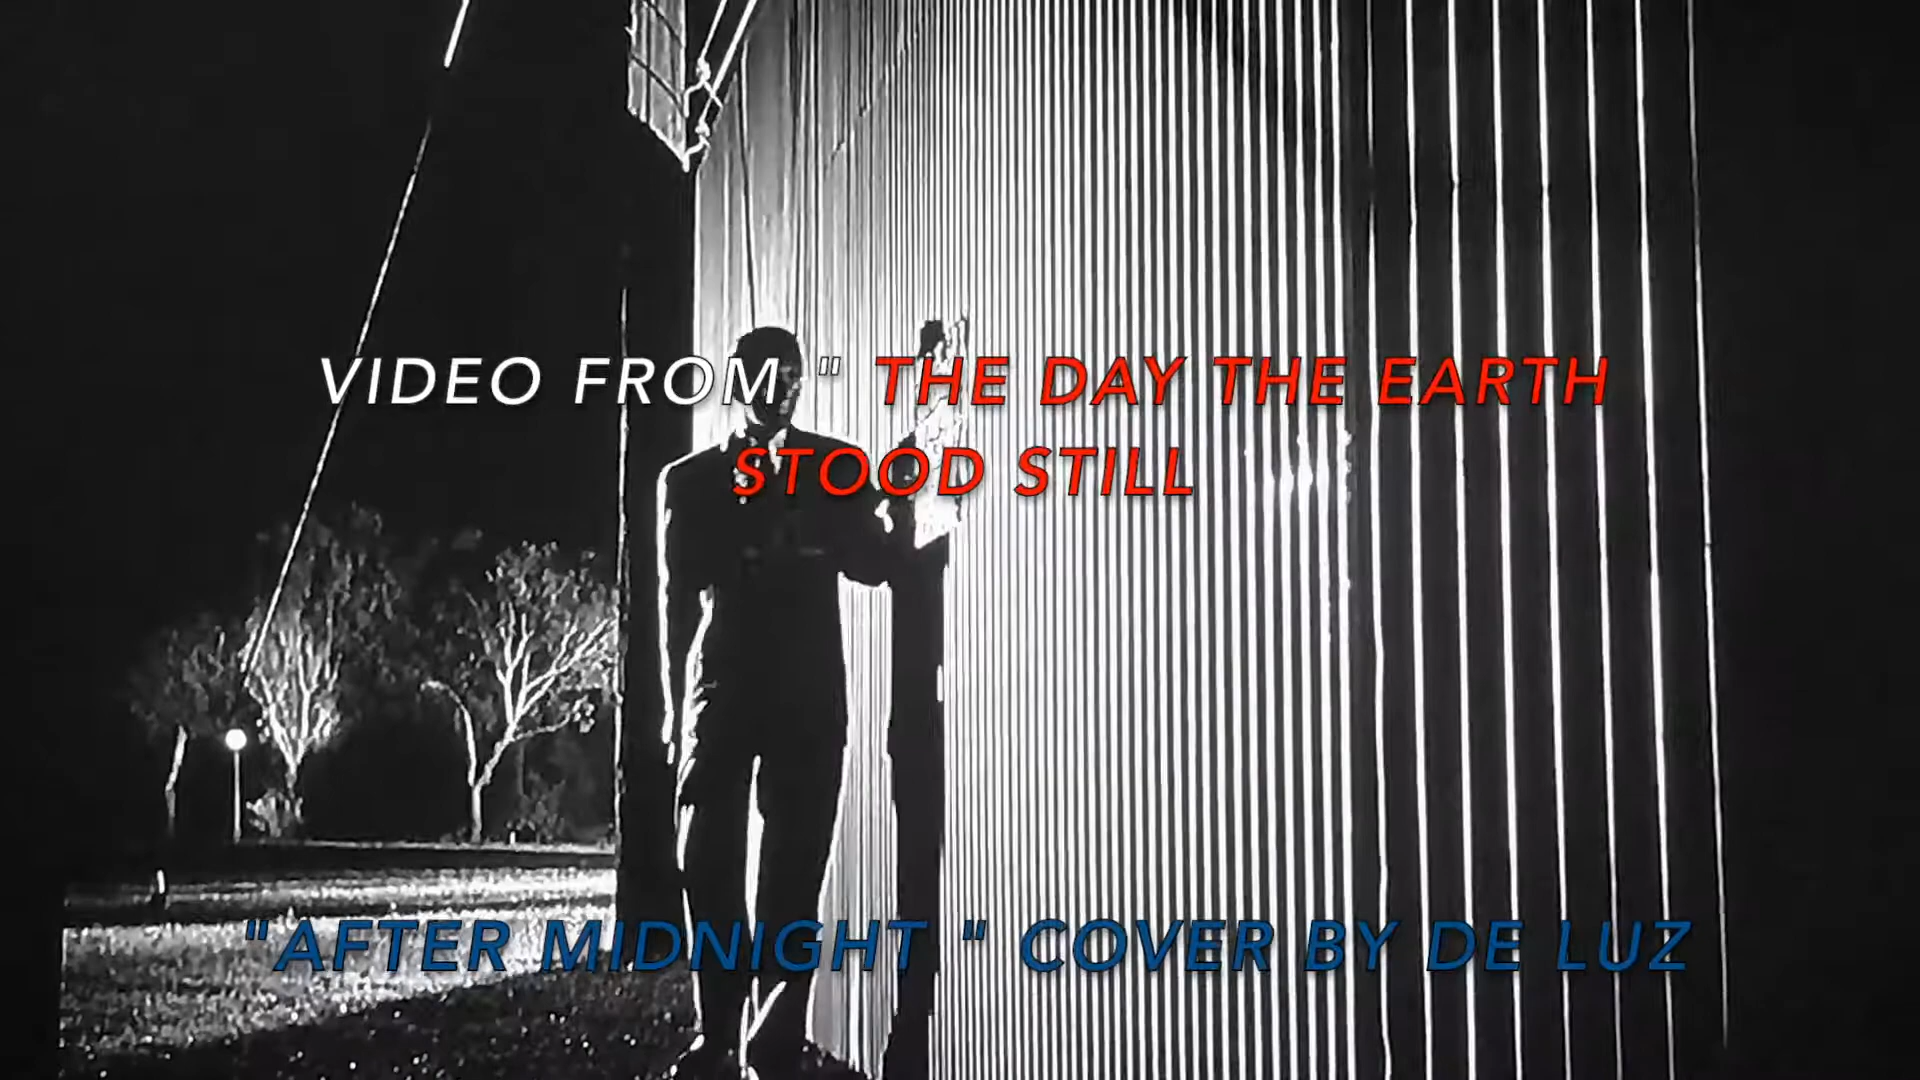 VIDEO FROM " THE DAY THE EARTH
STOOD STILL
"AFTER MIDNIGHT " COVER BY DE LUZ